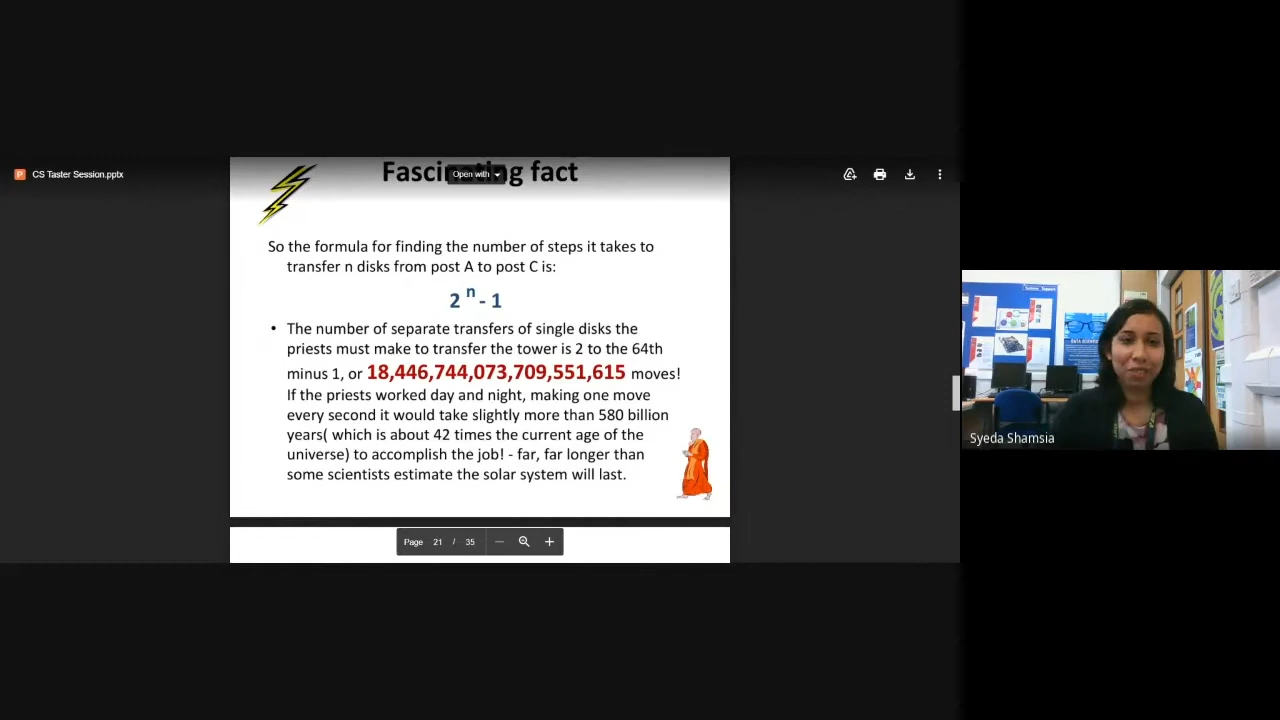 CS Taster Session.pptx
Open with
Fascinating fact
So the formula for finding the number of steps it takes to
transfer n disks from post A to post C is:
2 n - 1
• The number of separate transfers of single disks the
priests must make to transfer the tower is 2 to the 64th
minus 1, or 18,446,744,073,709,551,615 moves!
If the priests worked day and night, making one move
every second it would take slightly more than 580 billion
years( which is about 42 times the current age of the
universe) to accomplish the job! - far, far longer than
some scientists estimate the solar system will last.
Page 21 / 35
Syeda Shamsia